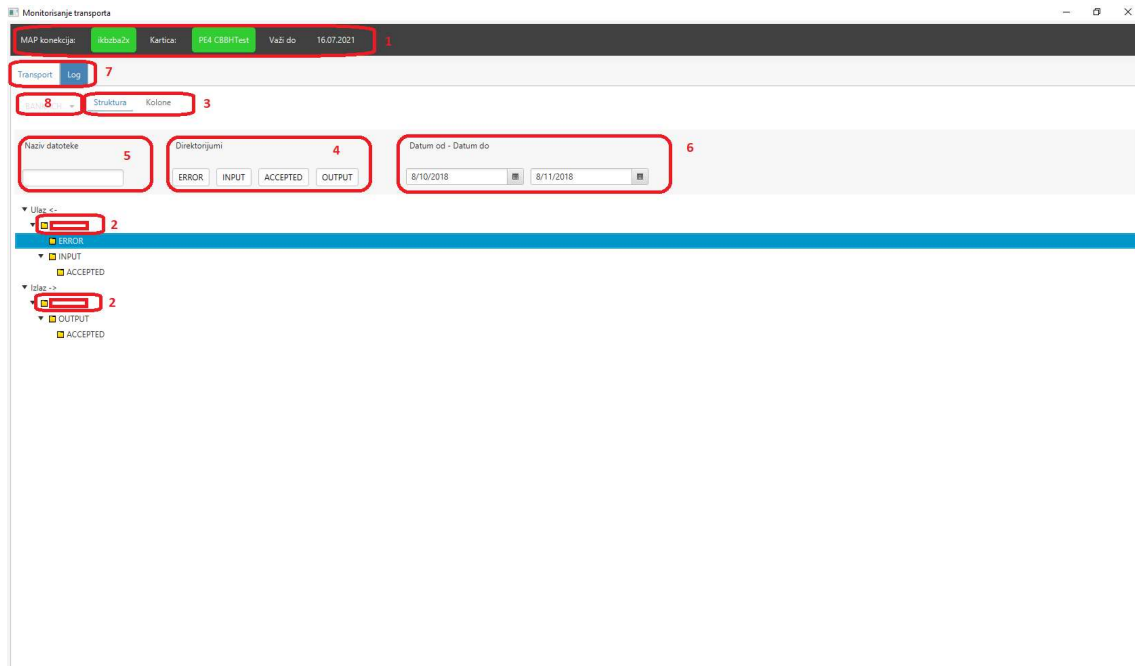 Monitorisanje transporta
MAP konekcija: ikbzba2x Kartica: PE4 CBBHTest Važi do 16.07.2021 1
Transport Log 7
8 Struktura Kolone 3
Naziv datoteke 5 Direktorijumi 4 Datum od - Datum do 6
ERROR INPUT ACCEPTED OUTPUT 8/10/2018 8/11/2018
Ulaz <-
2
ERROR
INPUT
ACCEPTED
Izlaz ->
2
OUTPUT
ACCEPTED